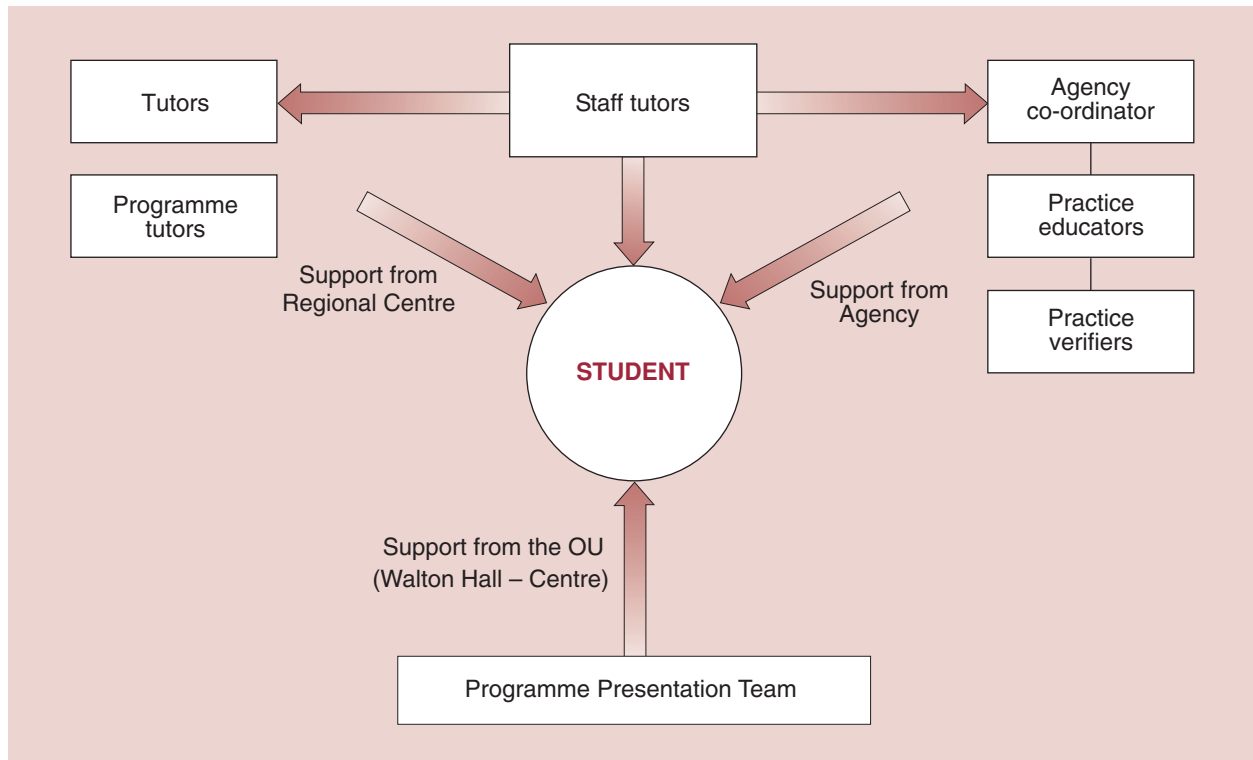 Tutors
Staff tutors
Agency
co-ordinator
Programme
tutors
Practice
educators
Support from
Regional Centre
Support from
Agency
Practice
verifiers
STUDENT
Support from the OU
(Walton Hall – Centre)
Programme Presentation Team